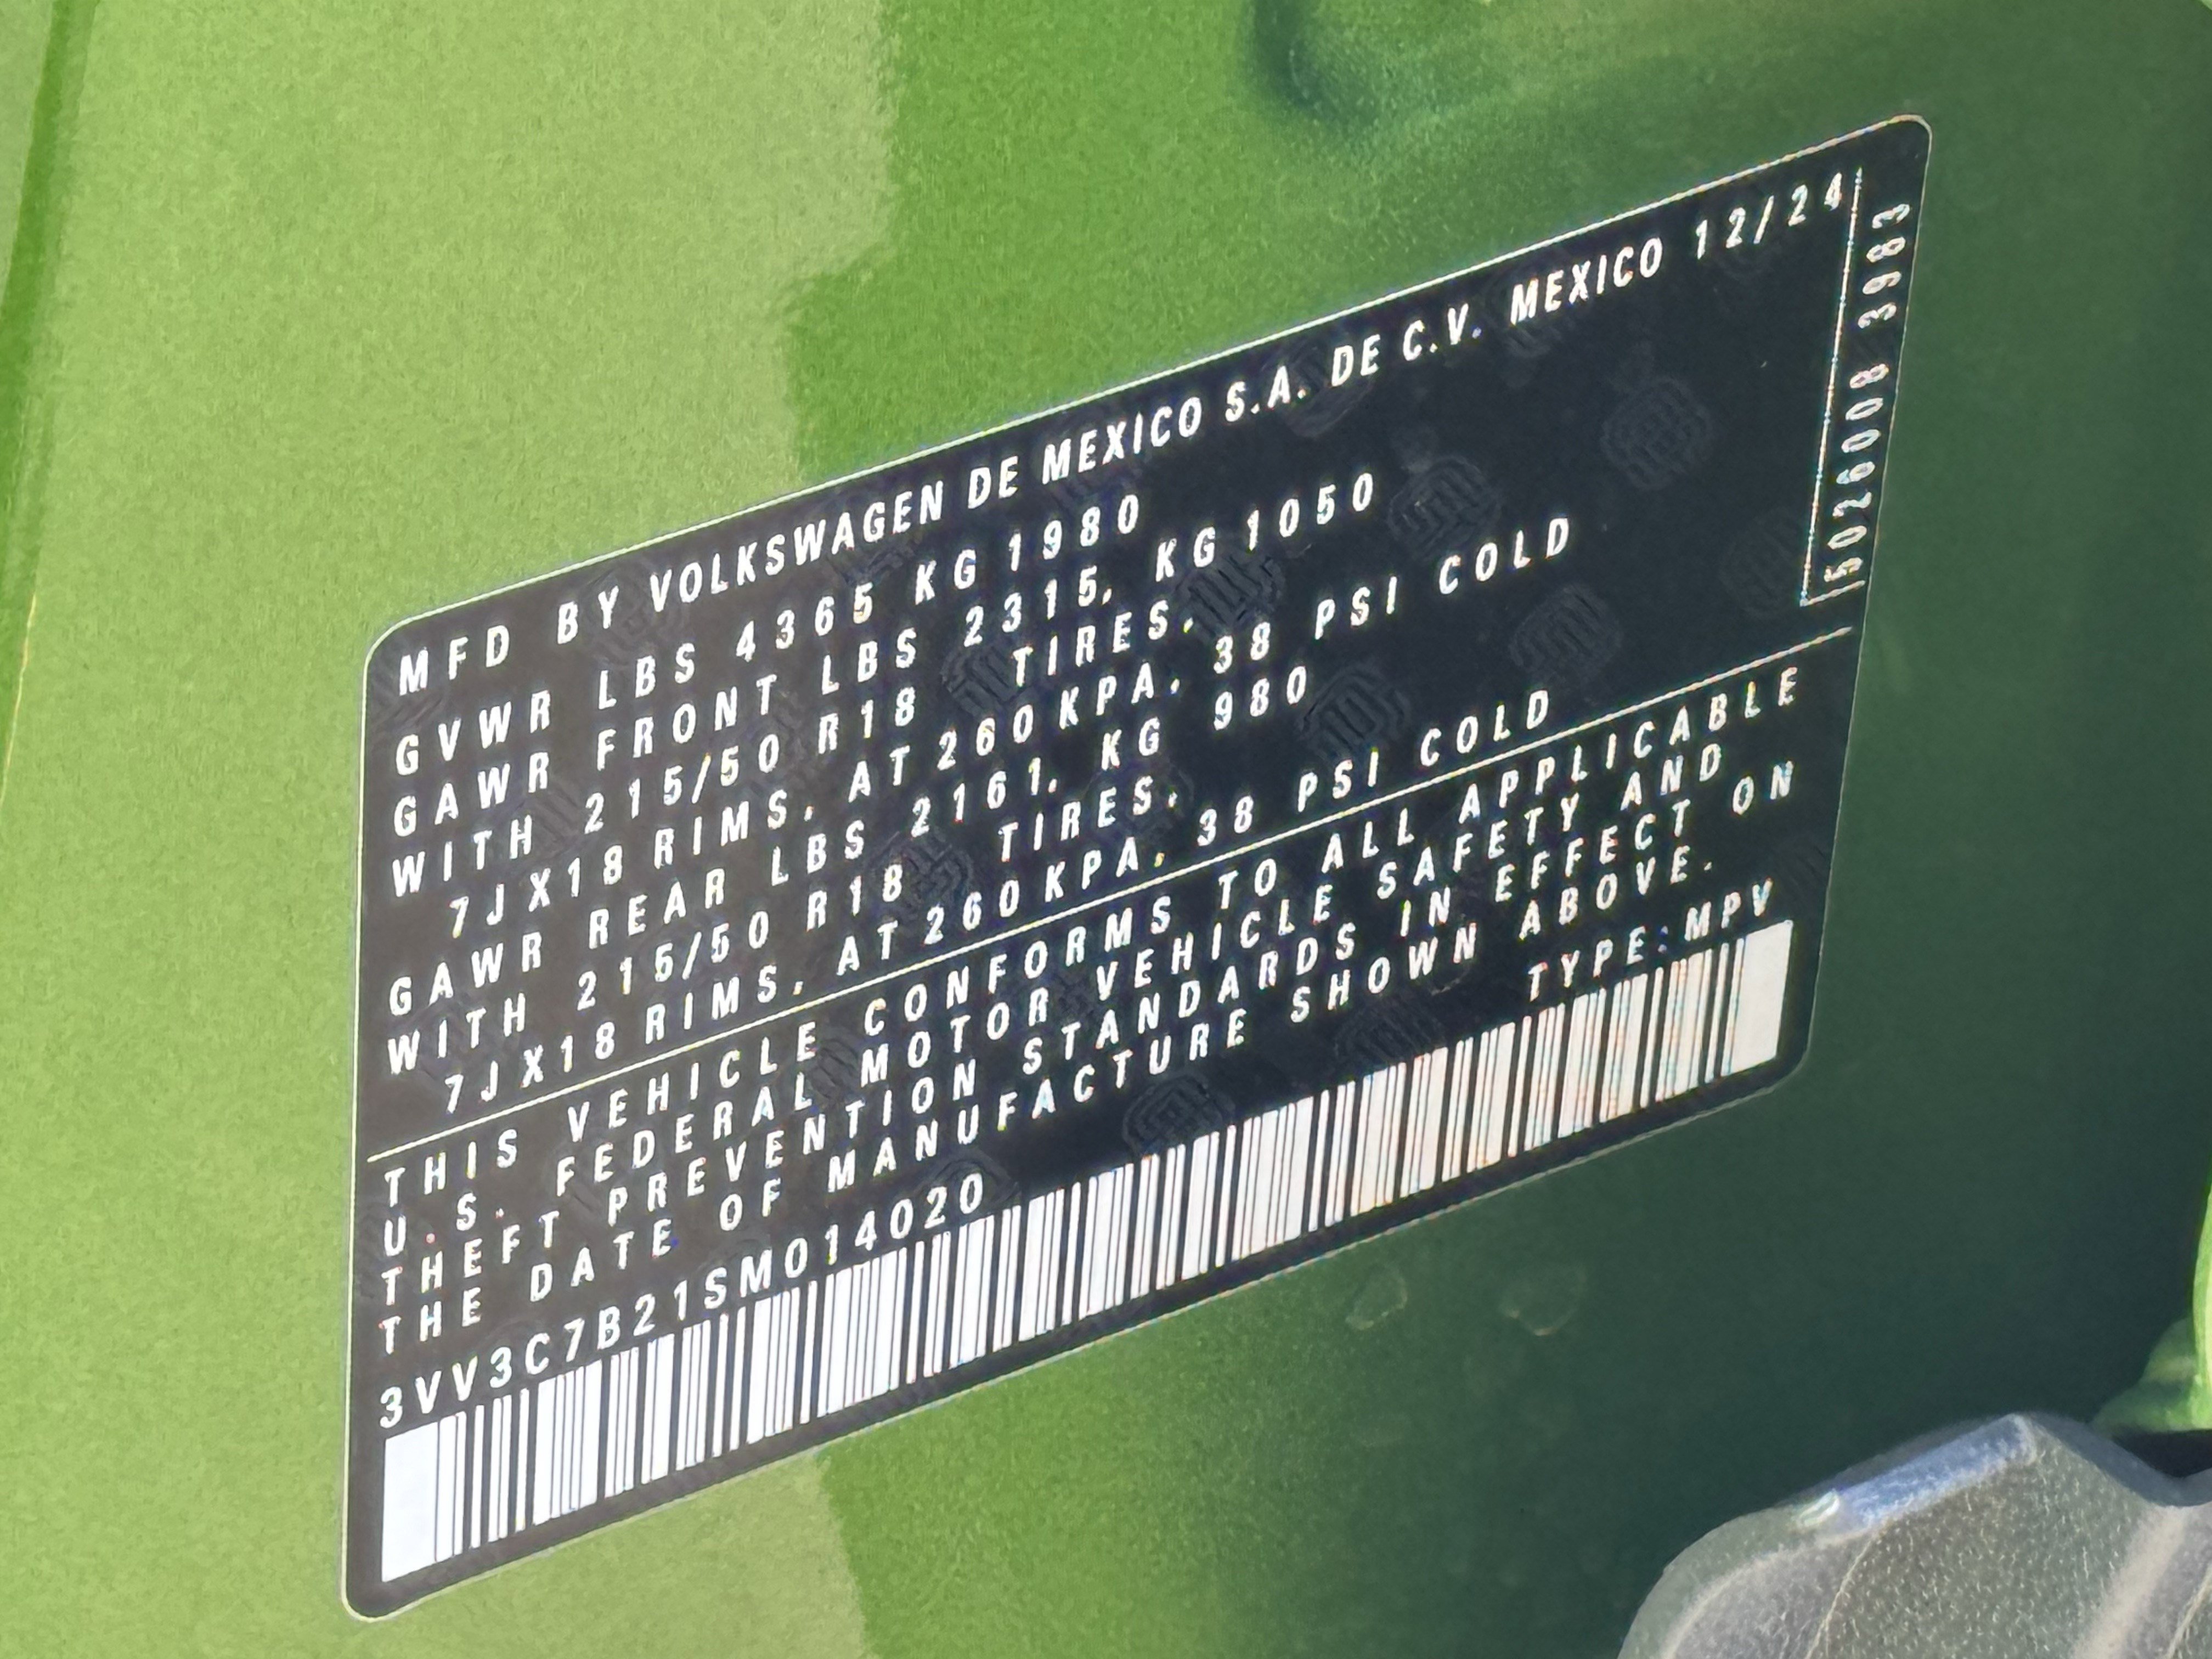 MFD BY VOLKSWAGEN DE MEXICO S.A. DE C.V. MEXICO 12/24
GVWR LBS 4365 KG 1980
GAWR FRONT LBS 2315, KG 1050
WITH 215/50 R18 TIRES,
7JX18 RIMS, AT 260 KPA, 38 PSI COLD
GAWR REAR LBS 2161, KG 980
WITH 215/50 R18 TIRES,
7JX18 RIMS, AT 260 KPA, 38 PSI COLD
THIS VEHICLE CONFORMS TO ALL APPLICABLE
U.S. FEDERAL MOTOR VEHICLE SAFETY AND
THEFT PREVENTION STANDARDS IN EFFECT ON
THE DATE OF MANUFACTURE SHOWN ABOVE.
3VV3C7B21SM014020 TYPE:MPV
5026008 3983